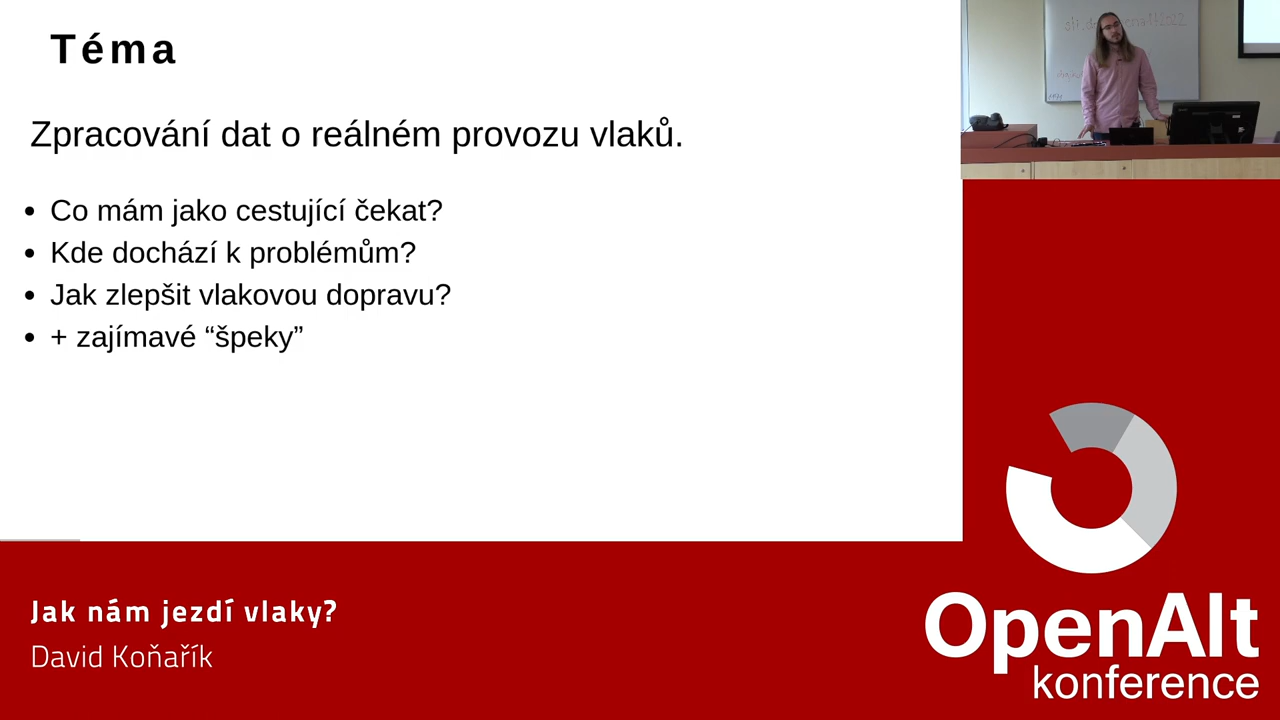 Téma
Zpracování dat o reálném provozu vlaků.
Co mám jako cestující čekat?
Kde dochází k problémům?
Jak zlepšit vlakovou dopravu?
+ zajímavé “špeky”
Jak nám jezdí vlaky?
David Koňařík
OpenAlt
konference